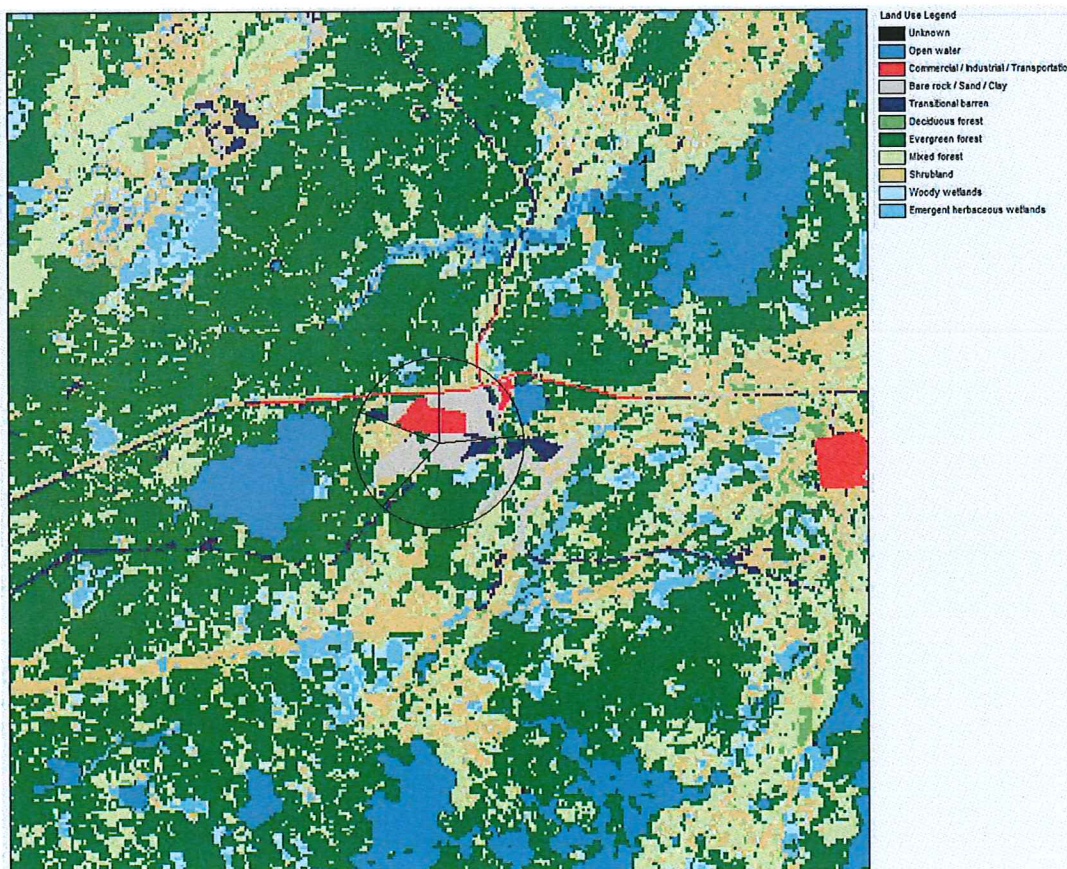 Land Use Legend
Unknown
Open water
Commercial / Industrial / Transportatio
Bare rock / Sand / Clay
Transitional barren
Deciduous forest
Evergreen forest
Mixed forest
Shrubland
Woody wetlands
Emergent herbaceous wetlands